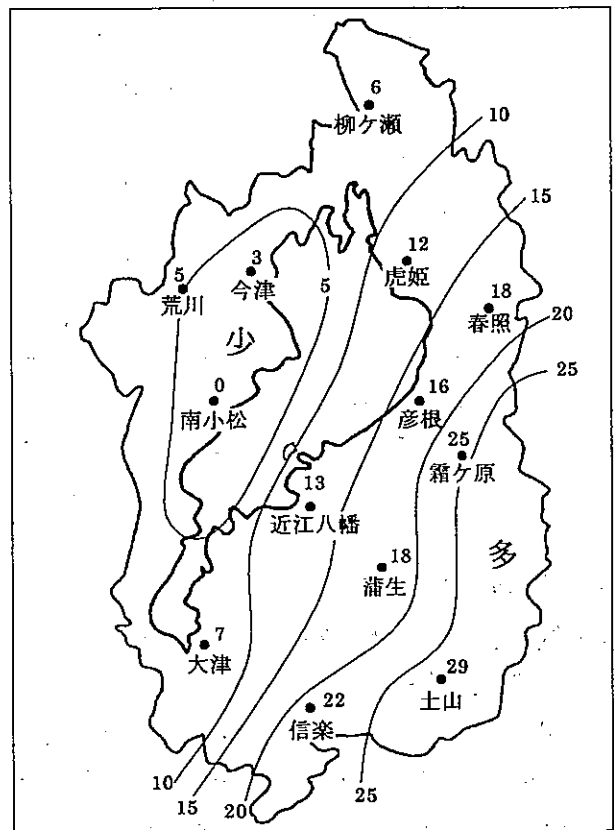 6
柳ケ瀬
10
15
12
虎姫
3
今津
5
荒川
5
18
春照
20
少
25
0
南小松
16
彦根
25
霜ケ原
13
近江八幡
多
18
蒲生
7
大津
29
土山
22
信楽
10
15
20
25